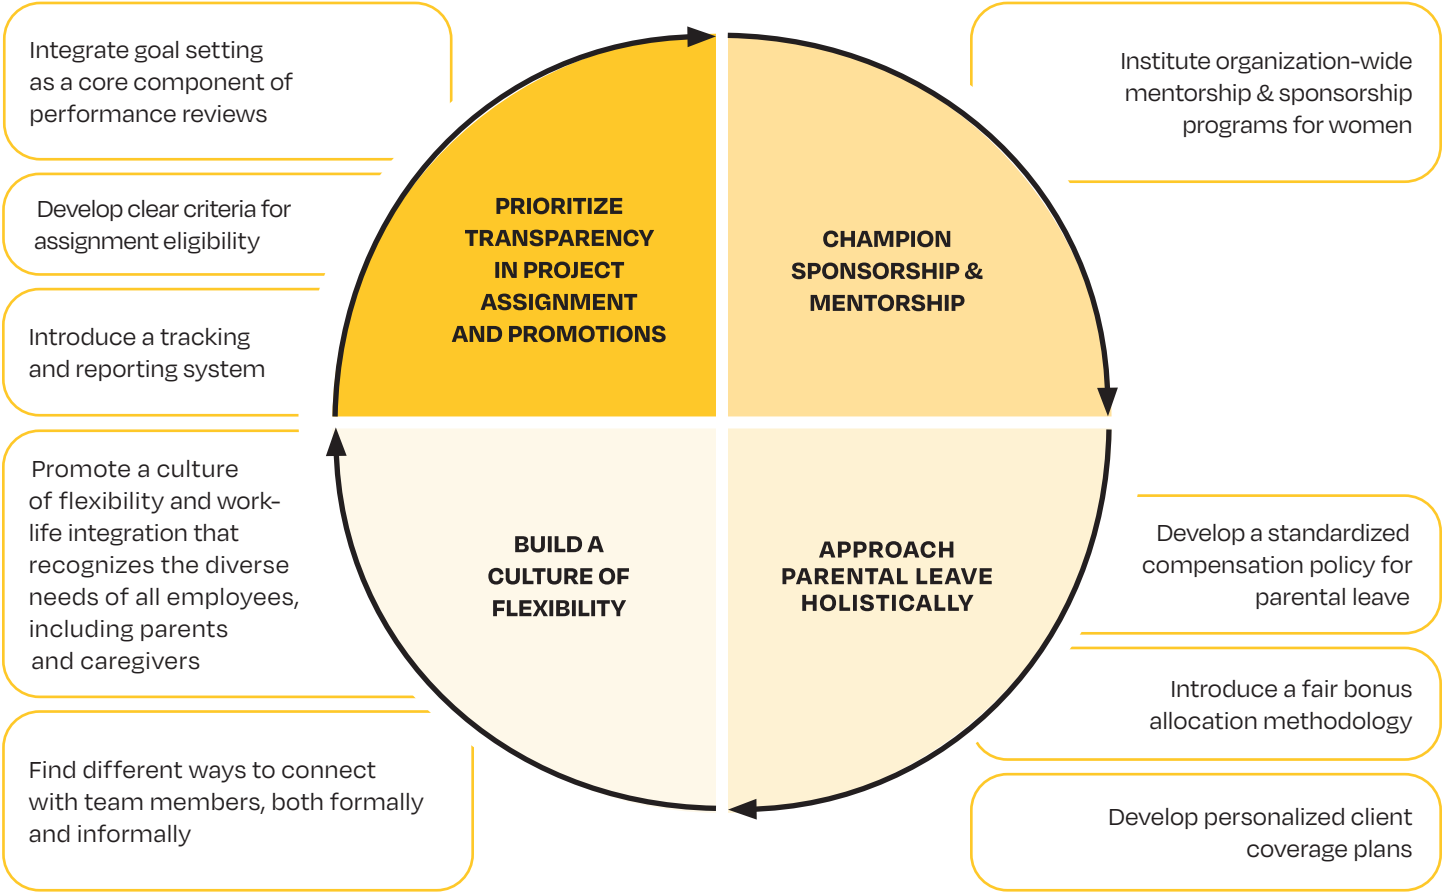 Integrate goal setting
as a core component of
performance reviews
Develop clear criteria for
assignment eligibility
Introduce a tracking
and reporting system
Promote a culture
of flexibility and work-
life integration that
recognizes the diverse
needs of all employees,
including parents
and caregivers
Find different ways to connect
with team members, both formally
and informally
PRIORITIZE
TRANSPARENCY
IN PROJECT
ASSIGNMENT
AND PROMOTIONS
CHAMPION
SPONSORSHIP &
MENTORSHIP
BUILD A
CULTURE OF
FLEXIBILITY
APPROACH
PARENTAL LEAVE
HOLISTICALLY
Institute organization-wide
mentorship & sponsorship
programs for women
Develop a standardized
compensation policy for
parental leave
Introduce a fair bonus
allocation methodology
Develop personalized client
coverage plans